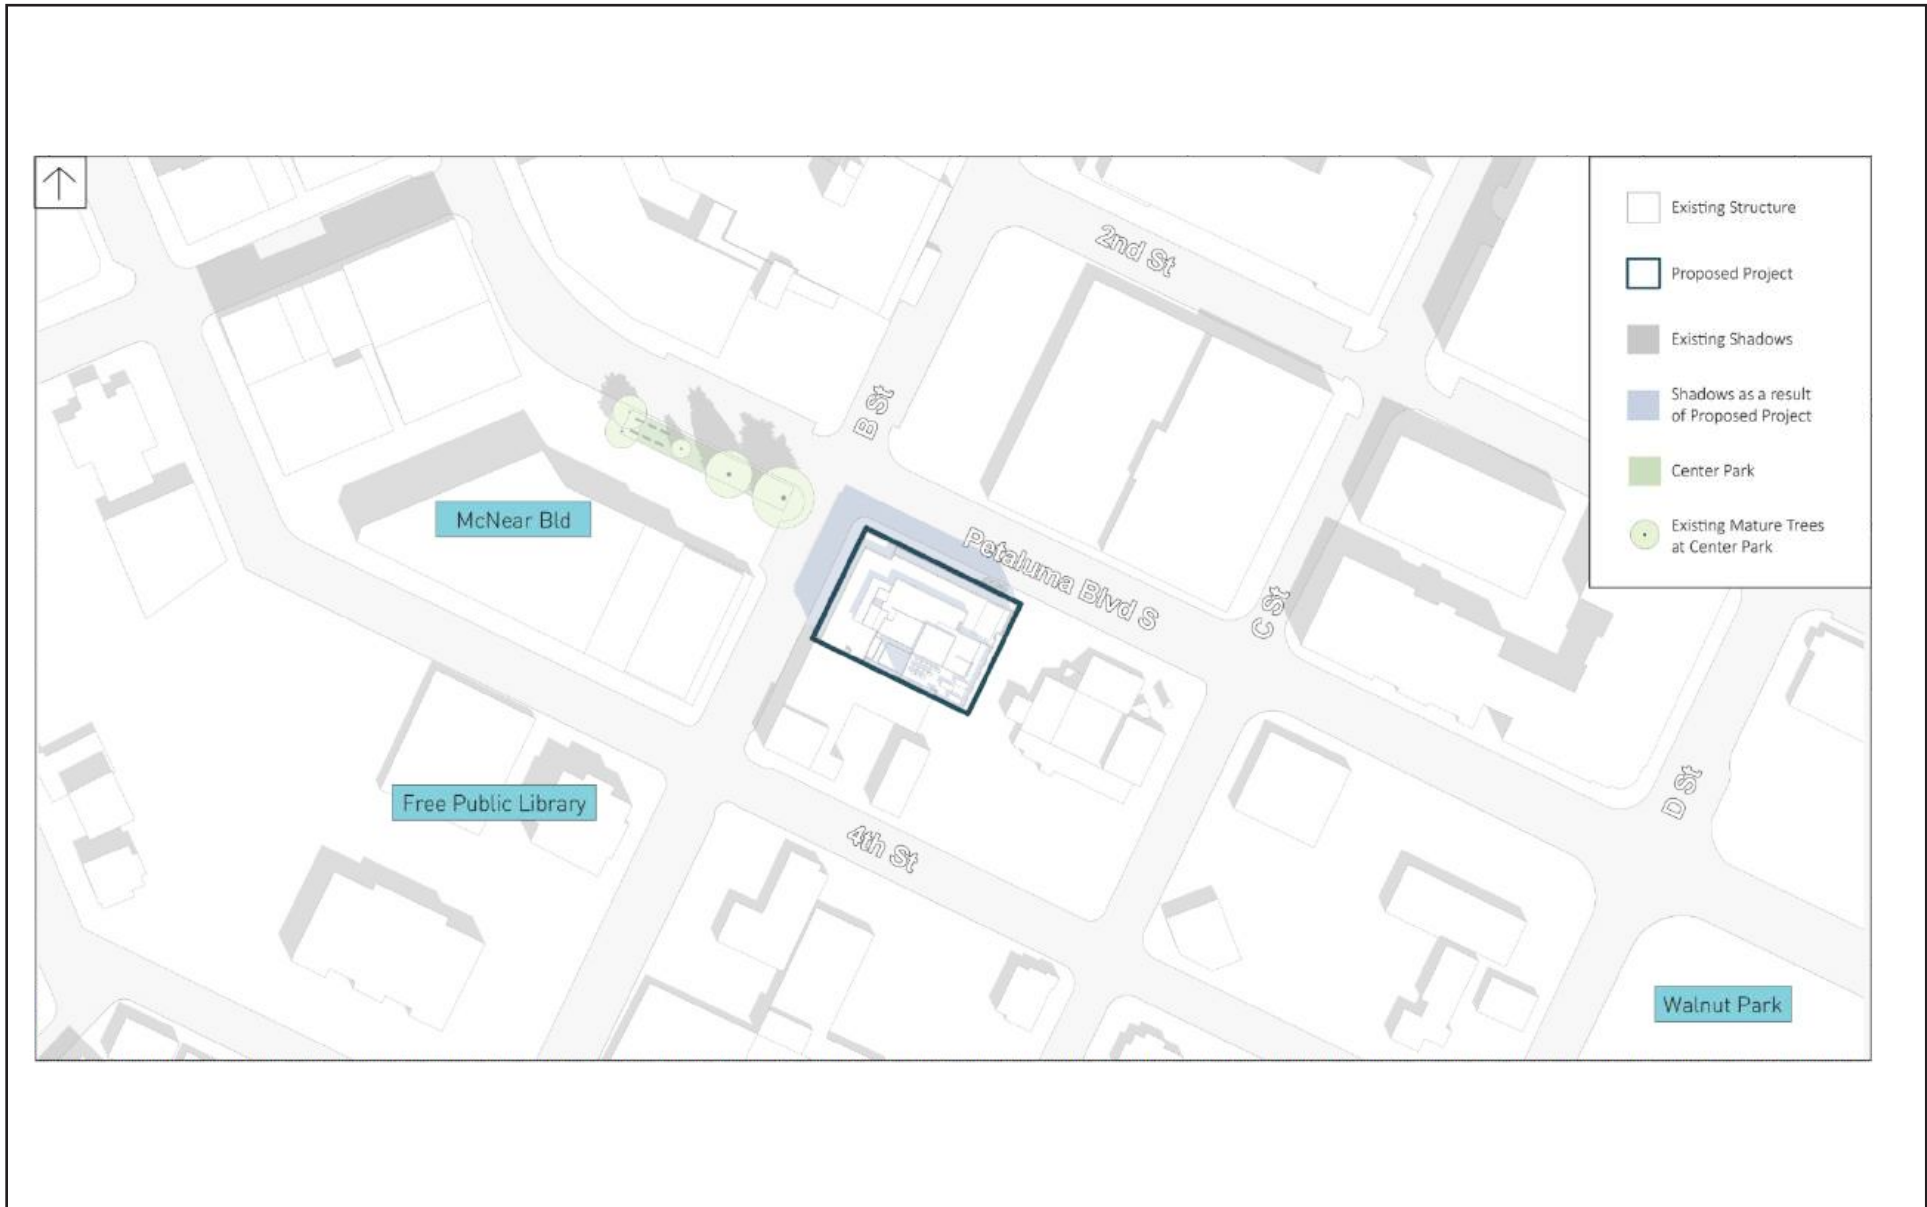 Existing Structure
2nd St
Proposed Project
Existing Shadows
Shadows as a result
of Proposed Project
B St
Center Park
McNear Bld
Existing Mature Trees
at Center Park
Petaluma Blvd S
C St
Free Public Library
D St
4th St
Walnut Park